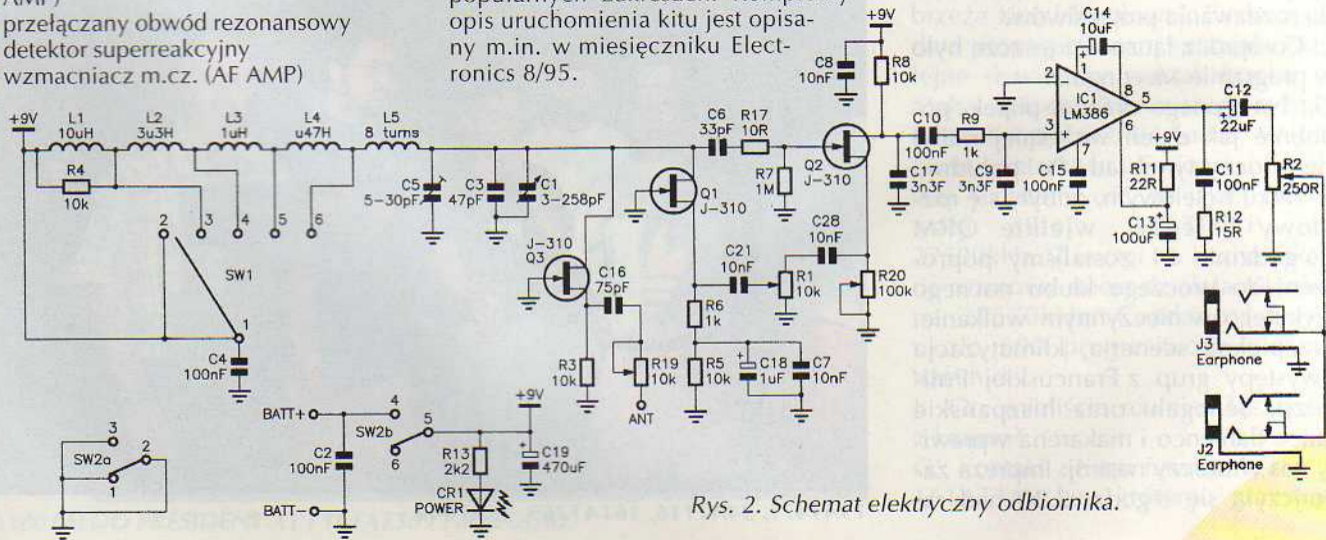 AMP)
przełączany obwód rezonansowy
detektor superreakcyjny
wzmacniacz m.cz. (AF AMP)
opis uruchomienia kitu jest opisa-
ny m.in. w miesięczniku Elect-
ronics 8/95.
+9V
L1
10uH
L2
3u3H
L3
1uH
L4
u47H
L5
8 turns
R4
10k
2
3
4
5
6
SW1
1
C4
100nF
C5
5-30pF
C3
47pF
C1
3-258pF
J-310
Q3
C16
75pF
R3
10k
R19
10k
ANT
Q1
J-310
C6
33pF
R17
10R
R7
1M
Q2
J-310
C21
10nF
C28
10nF
R1
10k
R20
100k
R6
1k
R5
10k
C18
1uF
C7
10nF
+9V
C8
10nF
R8
10k
C10
100nF
R9
1k
C17
3n3F
C9
3n3F
C15
100nF
C14
10uF
1
8
2
3
IC1
LM386
5
6
4
7
C12
22uF
+9V
R11
22R
C13
100uF
C11
100nF
R12
15R
R2
250R
J3
Earphone
J2
Earphone
3
2
1
SW2a
BATT+
BATT-
C2
100nF
4
5
6
SW2b
R13
2k2
CR1
POWER
+9V
C19
470uF
Rys. 2. Schemat elektryczny odbiornika.